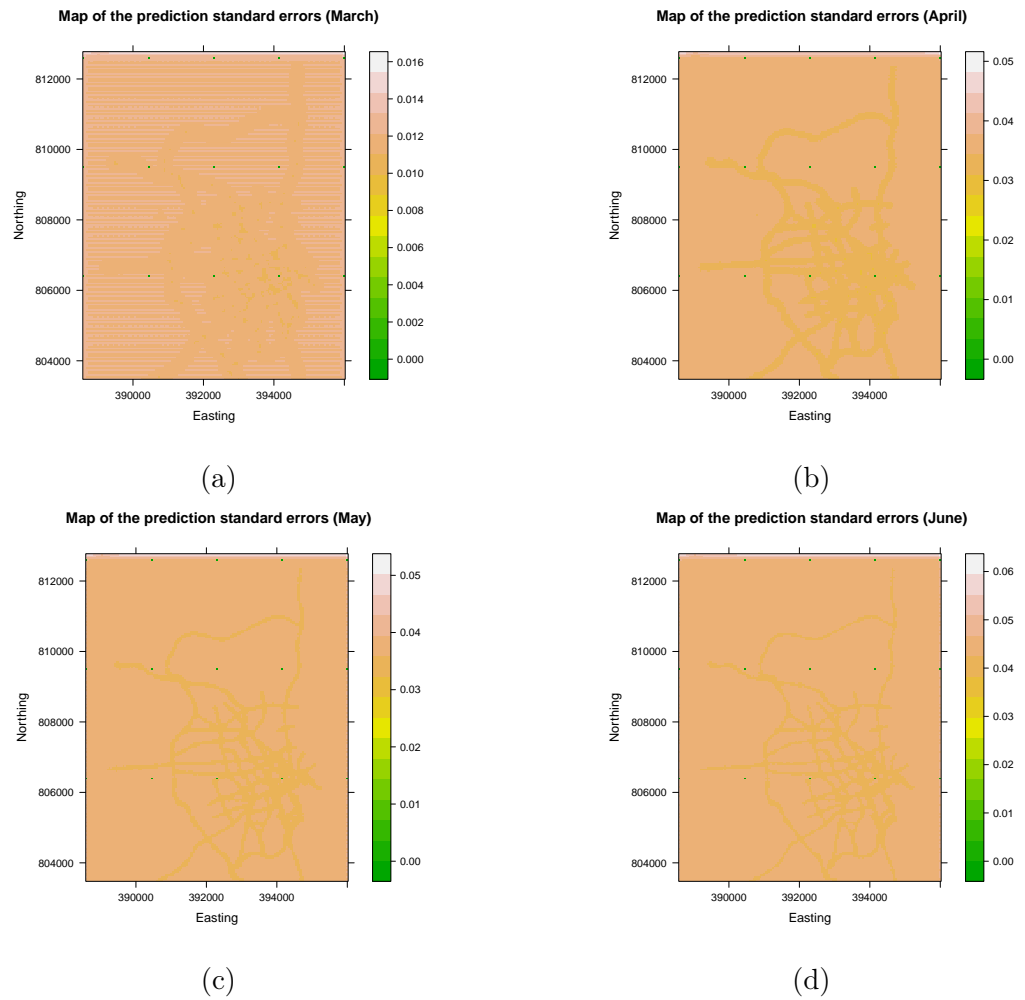 Map of the prediction standard errors (March)
812000
810000
808000
806000
804000
Northing
390000 392000 394000
Easting
0.016
0.014
0.012
0.010
0.008
0.006
0.004
0.002
0.000
(a)
Map of the prediction standard errors (April)
812000
810000
808000
806000
804000
Northing
390000 392000 394000
Easting
0.05
0.04
0.03
0.02
0.01
0.00
(b)
Map of the prediction standard errors (May)
812000
810000
808000
806000
804000
Northing
390000 392000 394000
Easting
0.05
0.04
0.03
0.02
0.01
0.00
(c)
Map of the prediction standard errors (June)
812000
810000
808000
806000
804000
Northing
390000 392000 394000
Easting
0.06
0.05
0.04
0.03
0.02
0.01
0.00
(d)